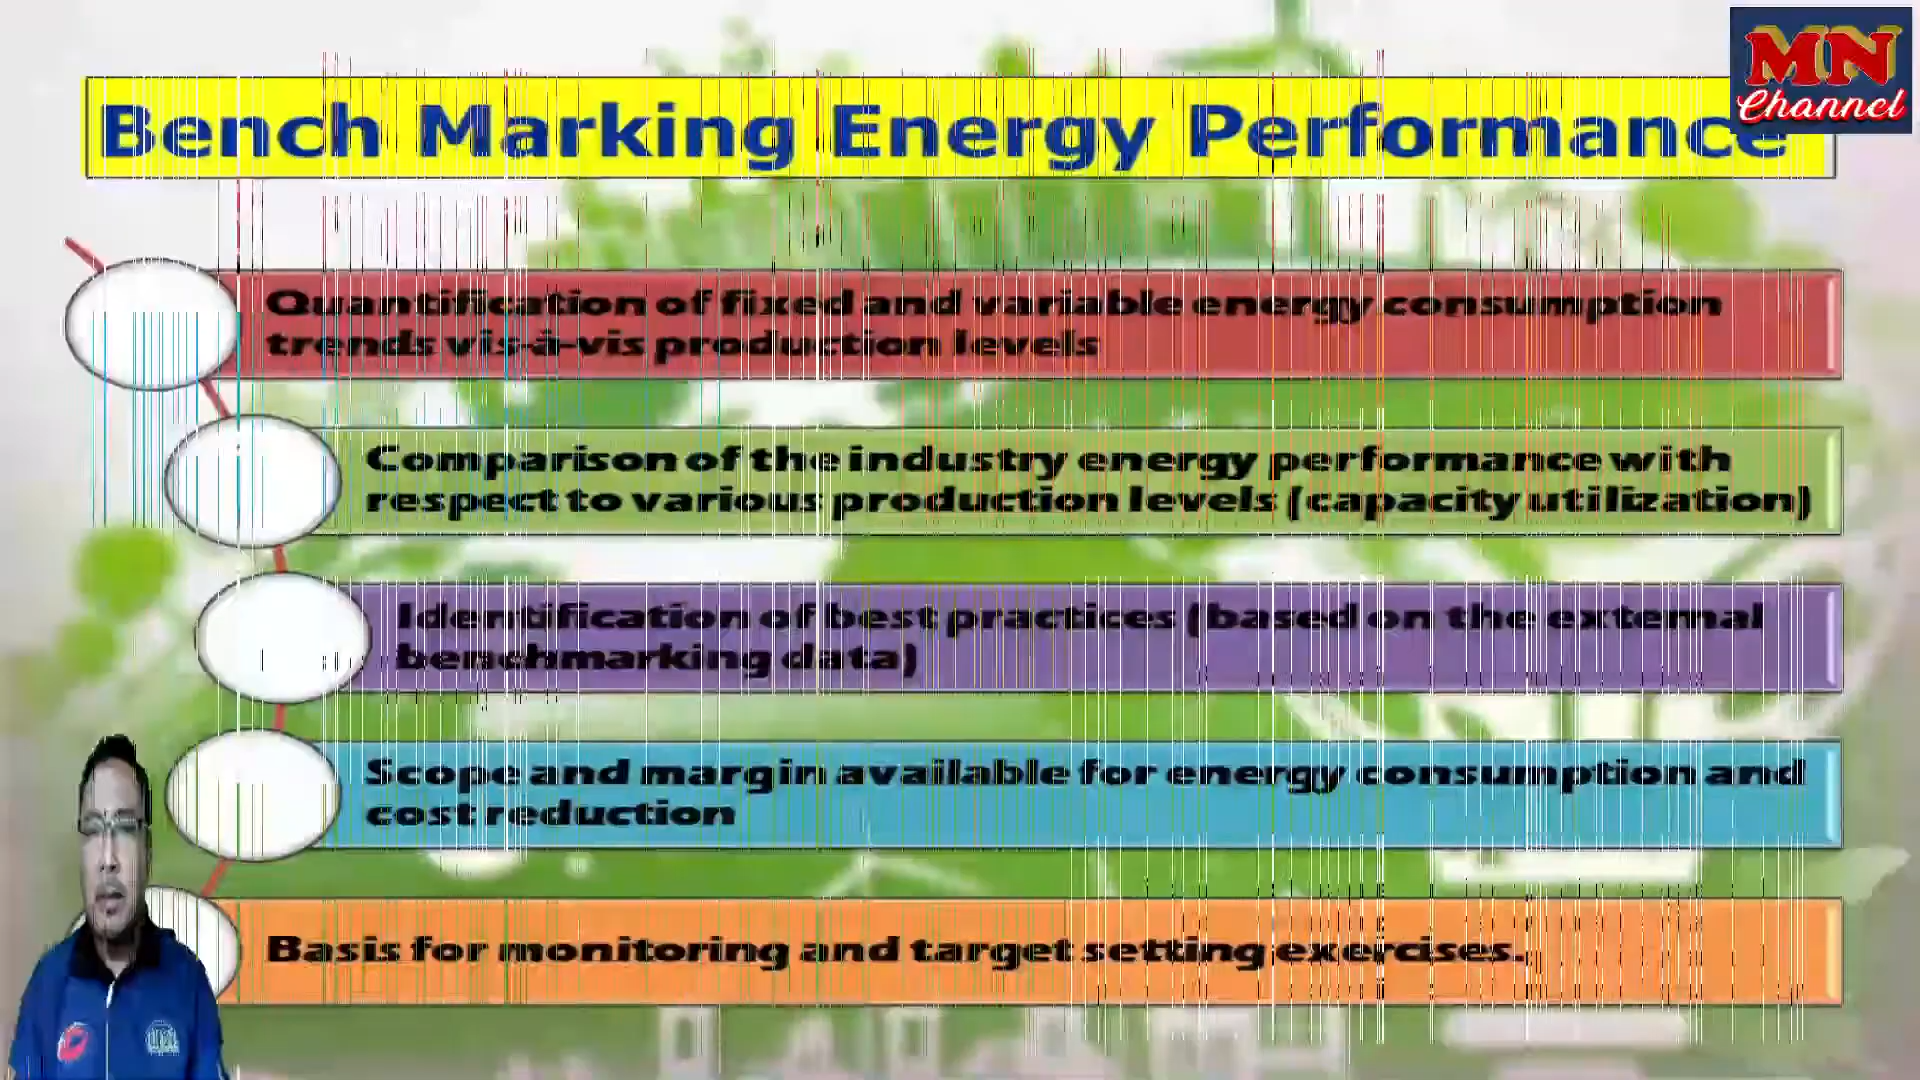 MN
Channel
Bench Marking Energy Performance
Quantification of fixed and variable energy consumption
trends vis-à-vis production levels
Comparison of the industry energy performance with
respect to various production levels (capacity utilization)
Identification of best practices (based on the external
benchmarking data)
Scope and margin available for energy consumption and
cost reduction
Basis for monitoring and target setting exercises.